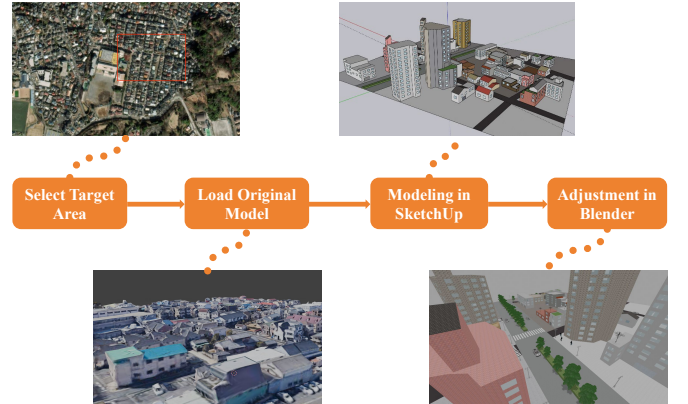 Select Target
Area
Load Original
Model
Modeling in
SketchUp
Adjustment in
Blender